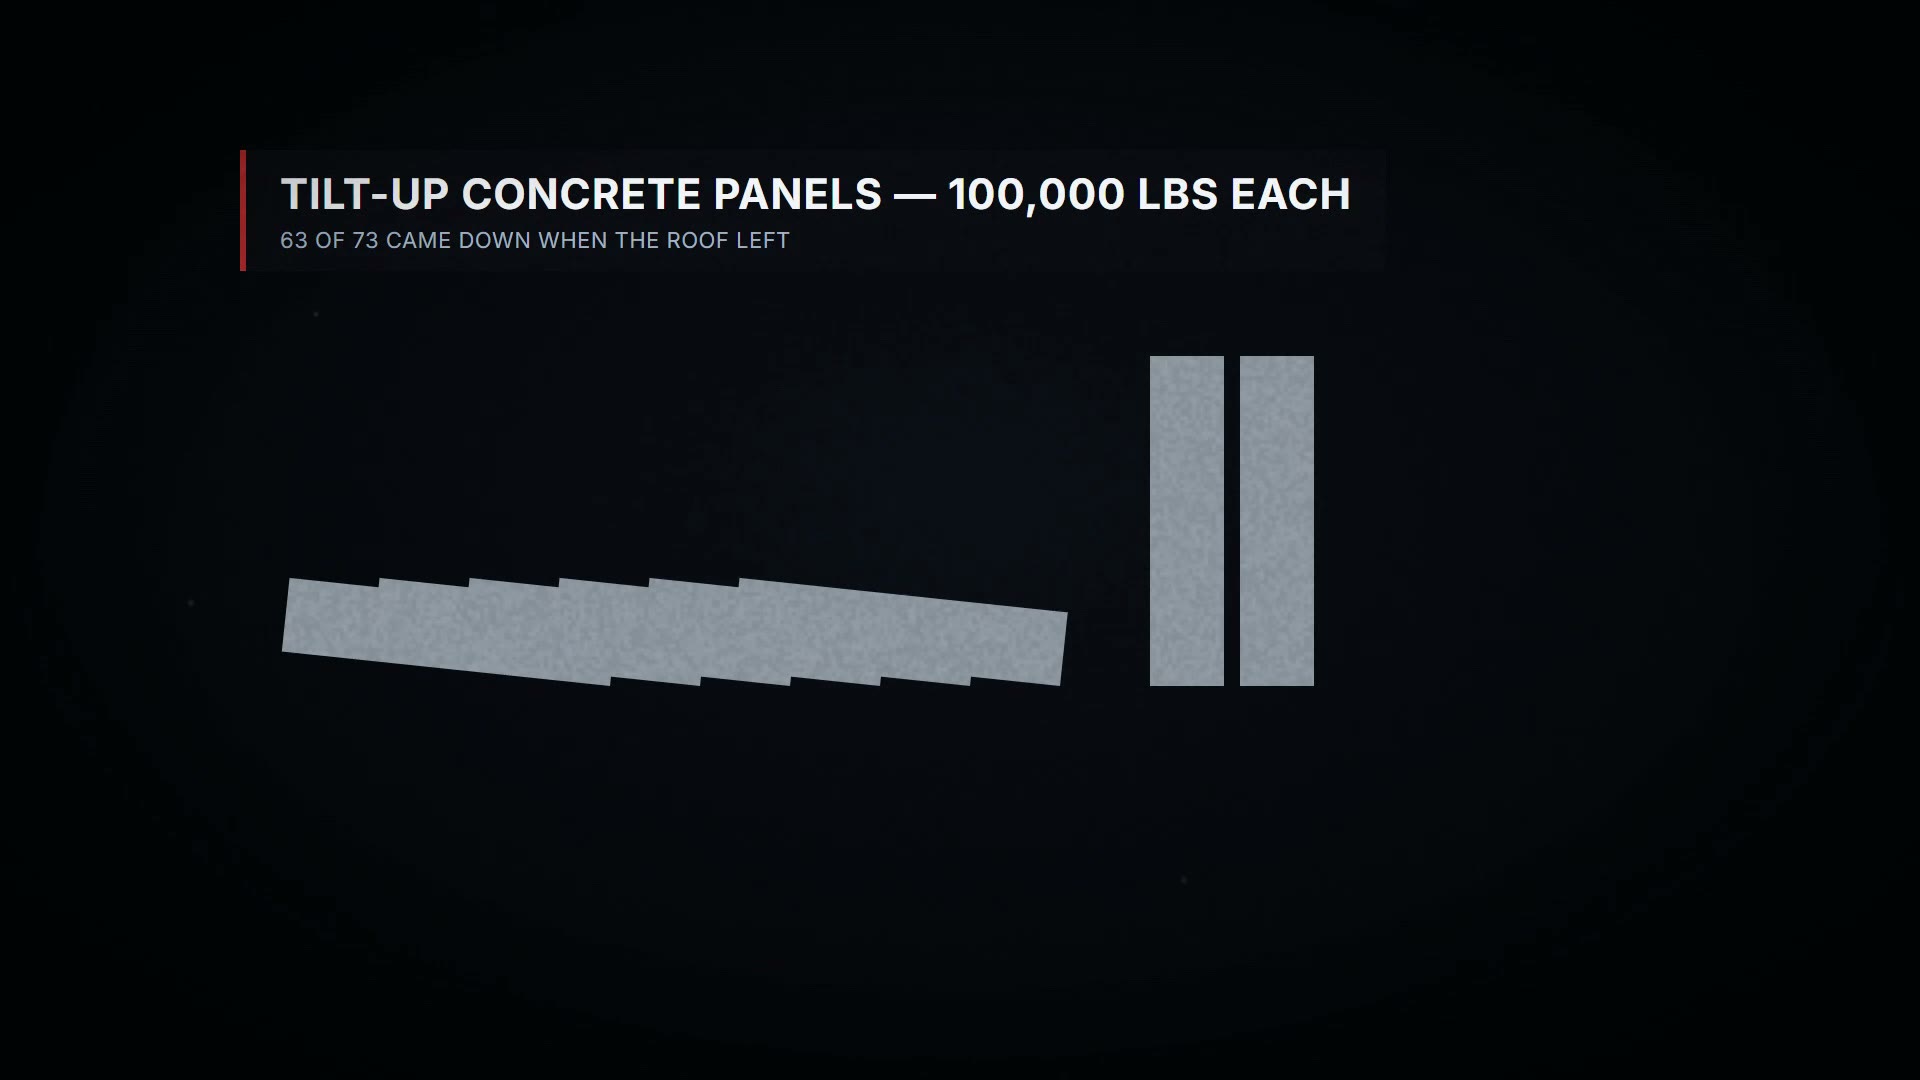 TILT-UP CONCRETE PANELS — 100,000 LBS EACH
63 OF 73 CAME DOWN WHEN THE ROOF LEFT